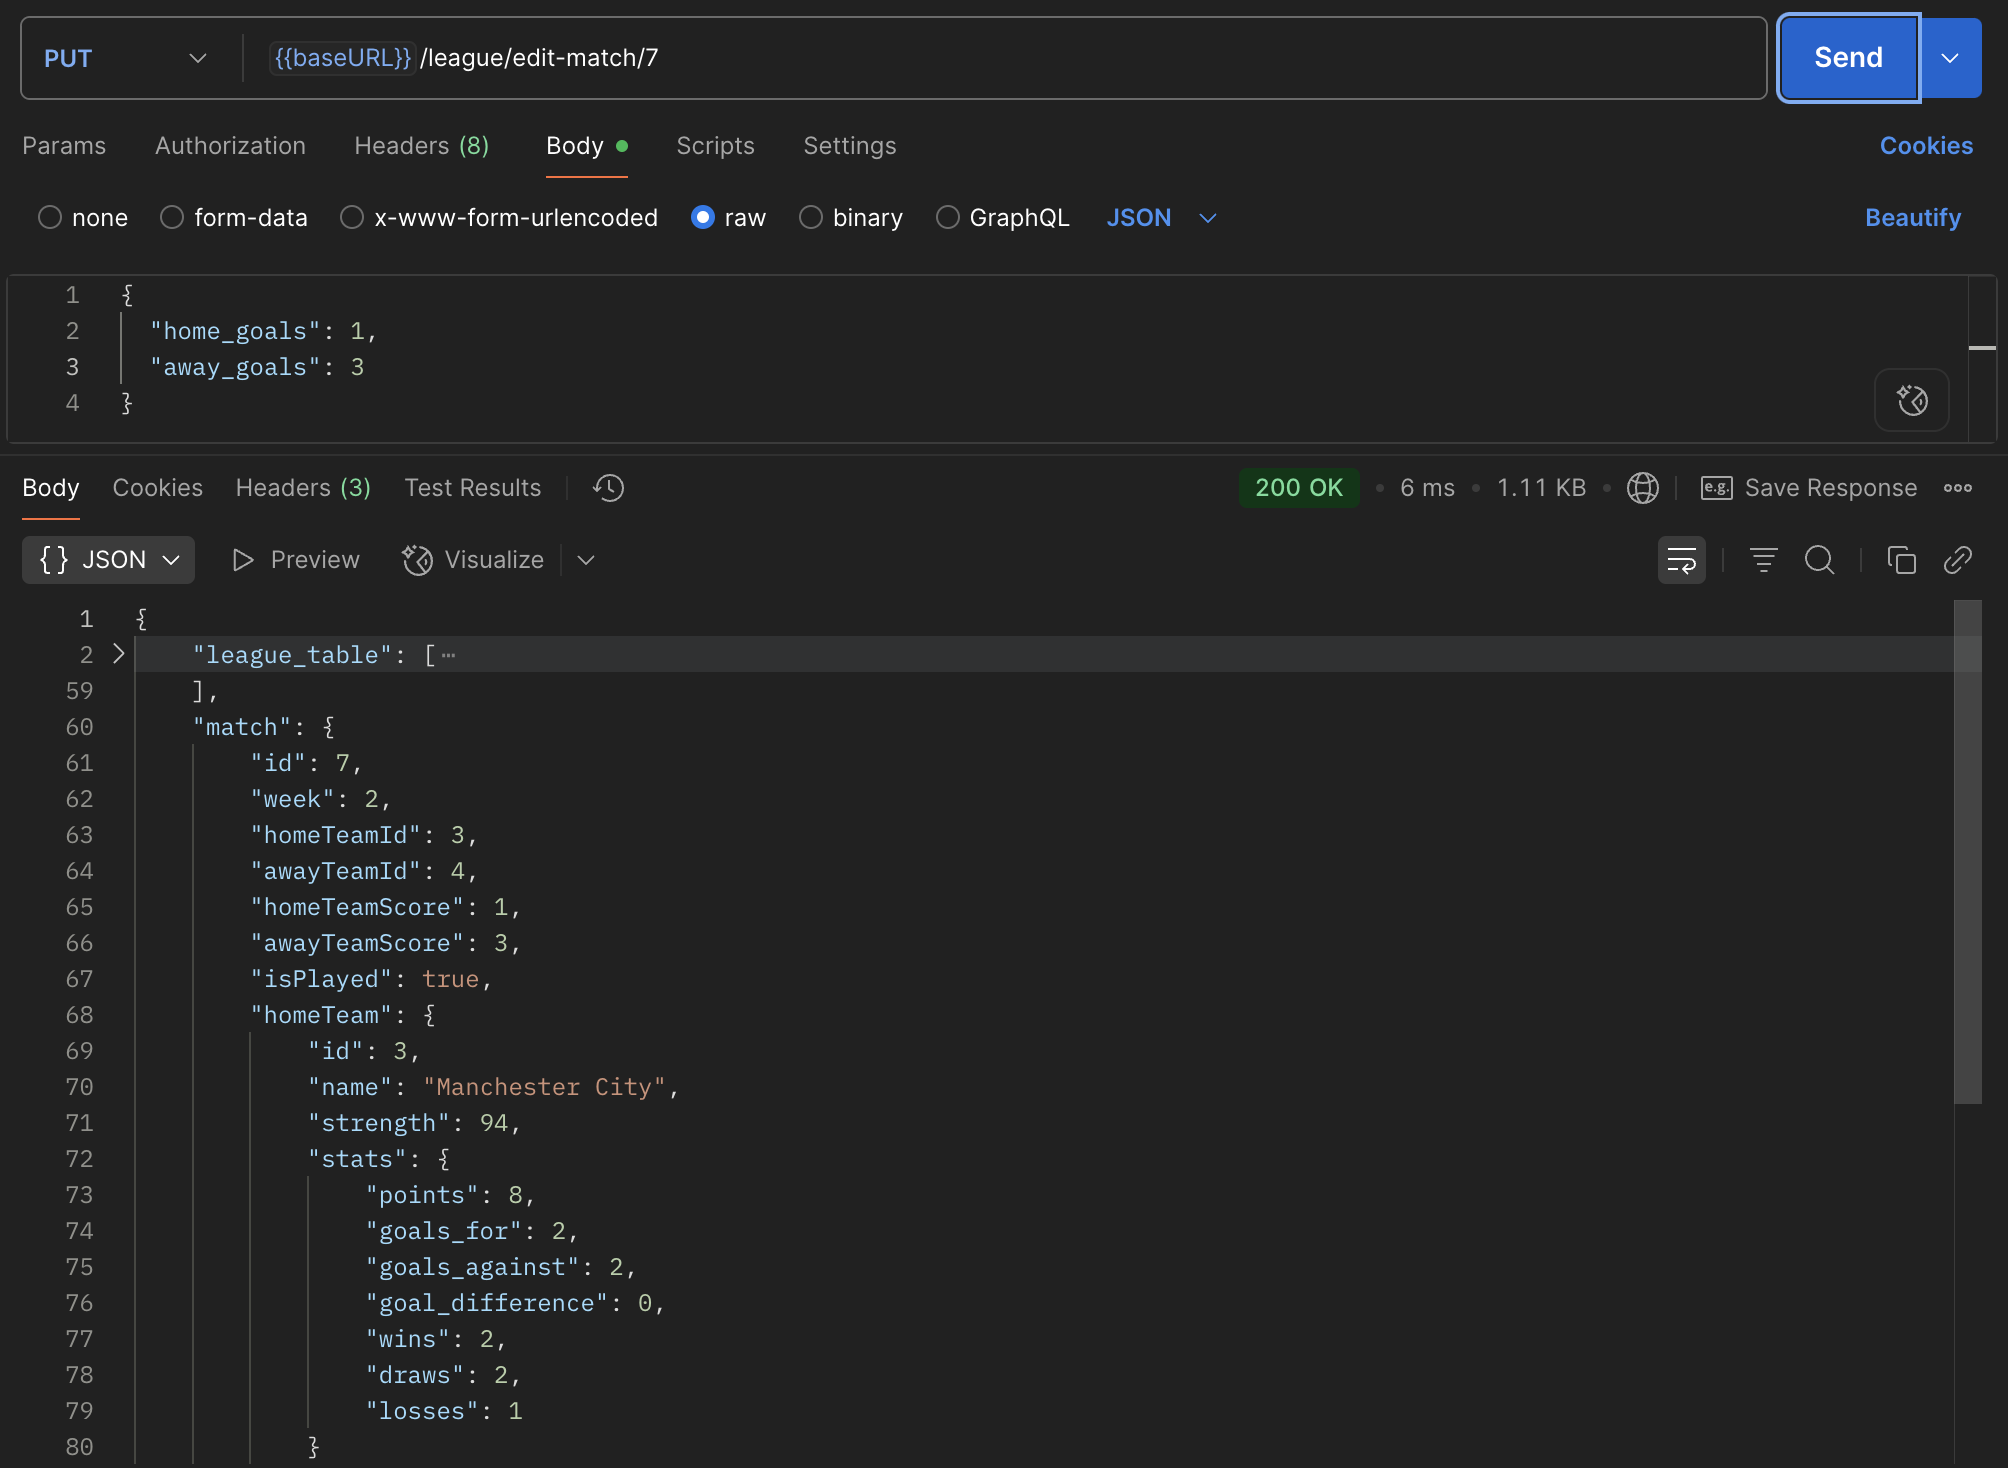 PUT {{baseURL}}/league/edit-match/7 Send
Params Authorization Headers (8) Body Scripts Settings Cookies
none form-data x-www-form-urlencoded raw binary GraphQL JSON Beautify
1 {
2 "home_goals": 1,
3 "away_goals": 3
4 }
Body Cookies Headers (3) Test Results 200 OK • 6 ms • 1.11 KB • e.g. Save Response
{} JSON Preview Visualize
1 {
2 "league_table": [ ⋯
59 ],
60 "match": {
61 "id": 7,
62 "week": 2,
63 "homeTeamId": 3,
64 "awayTeamId": 4,
65 "homeTeamScore": 1,
66 "awayTeamScore": 3,
67 "isPlayed": true,
68 "homeTeam": {
69 "id": 3,
70 "name": "Manchester City",
71 "strength": 94,
72 "stats": {
73 "points": 8,
74 "goals_for": 2,
75 "goals_against": 2,
76 "goal_difference": 0,
77 "wins": 2,
78 "draws": 2,
79 "losses": 1
80 }